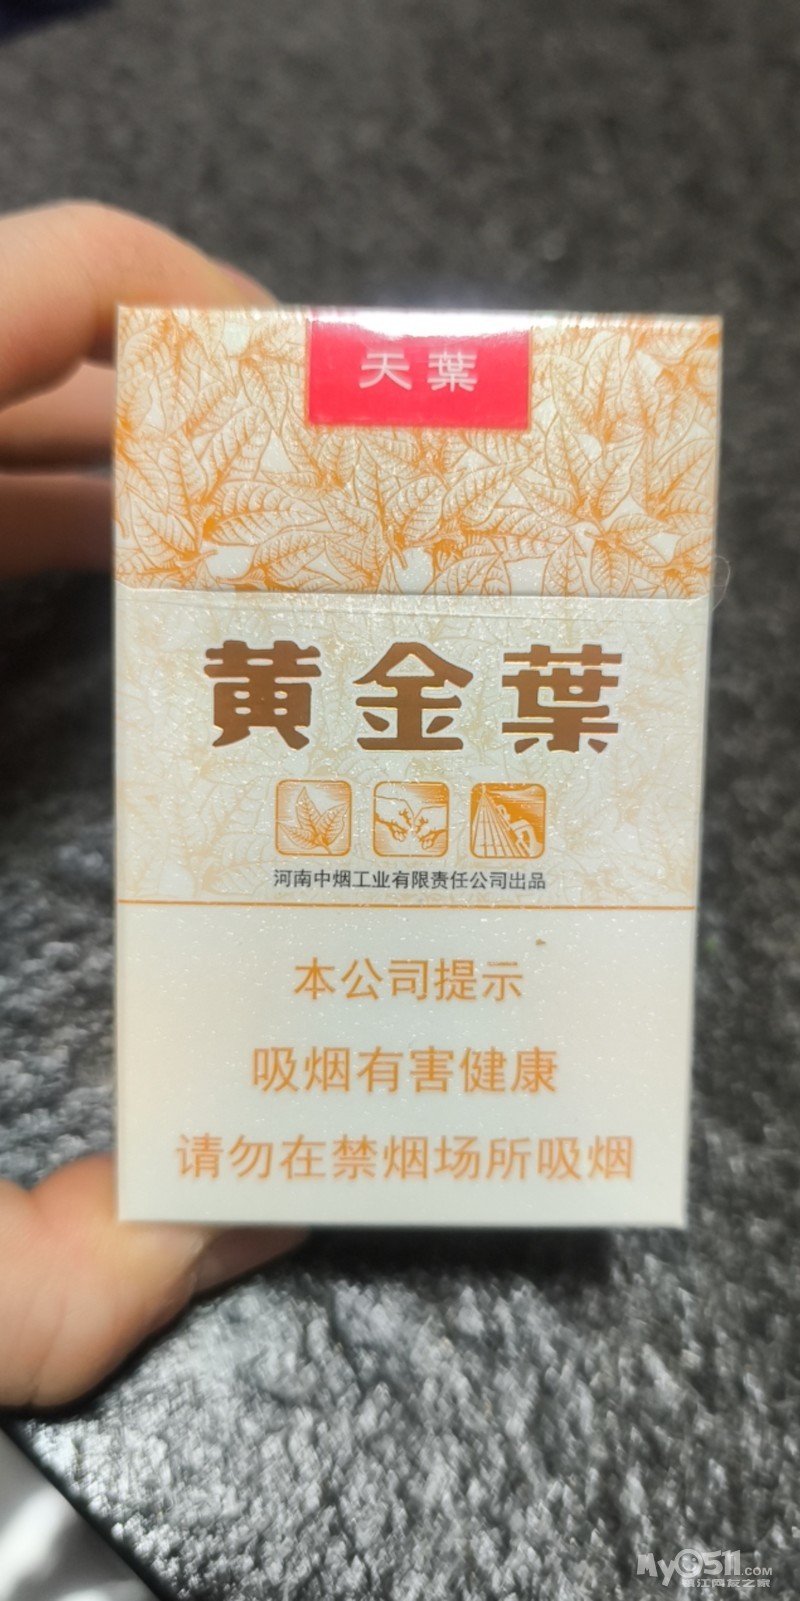 天葉
黄金葉
河南中烟工业有限责任公司出品
本公司提示
吸烟有害健康
请勿在禁烟场所吸烟
My0511.COM
镇江网友之家